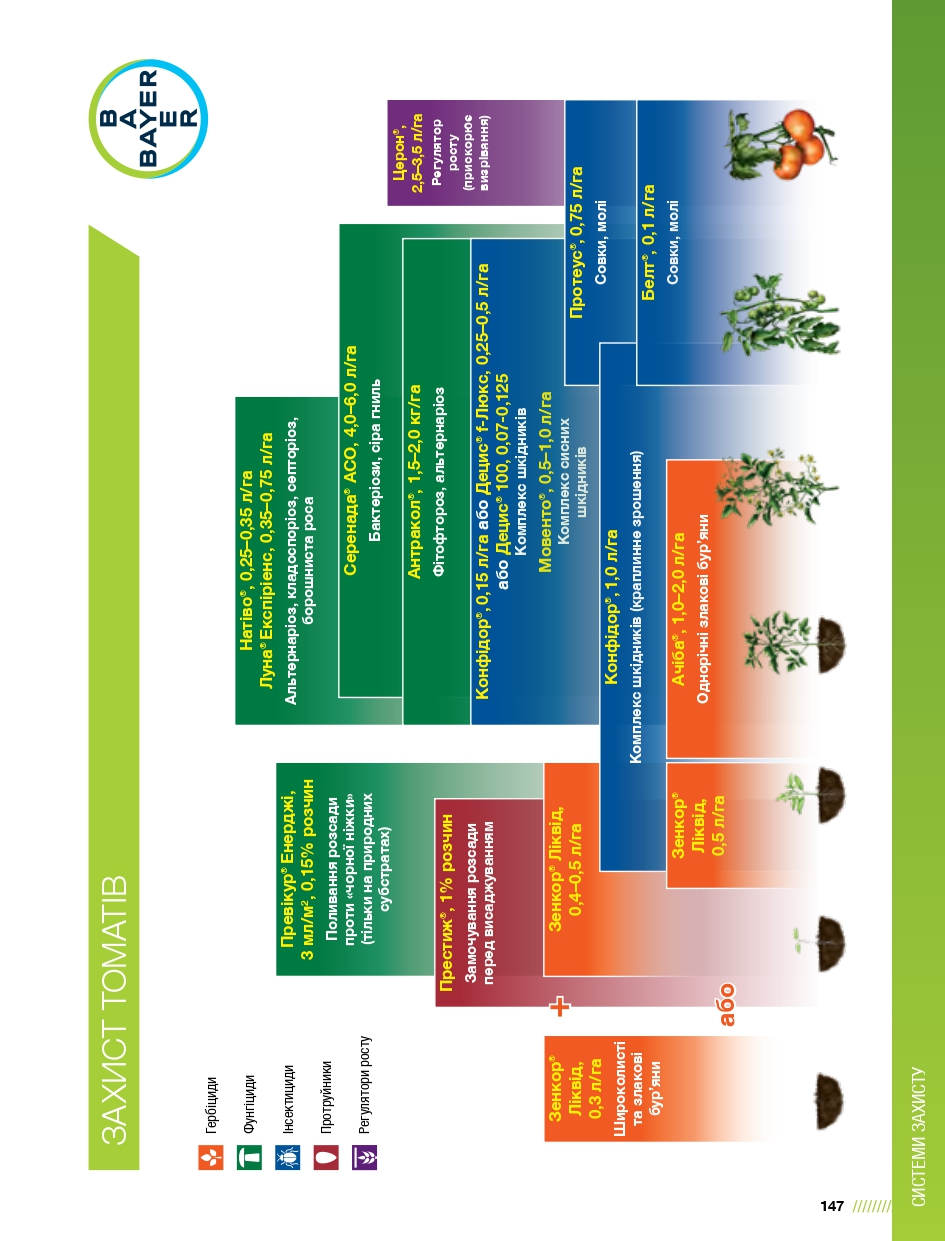 ЗАХИСТ ТОМАТІВ
B
A
BAYER
E
R
Гербіциди
Фунгіциди
Інсектициди
Протруйники
Регулятори росту
Зенкор®
Ліквід,
0,3 л/га
Широколисті
та злакові
бур’яни
+
або
Превікур® Енерджі,
3 мл/м², 0,15% розчин
Поливання розсади
проти «чорної ніжки»
(тільки на природних
субстратах)
Престиж®, 1% розчин
Замочування розсади
перед висаджуванням
Зенкор® Ліквід,
0,4–0,5 л/га
Зенкор®
Ліквід,
0,5 л/га
Натіво®, 0,25–0,35 л/га
Луна® Експірієнс, 0,35–0,75 л/га
Альтернаріоз, кладоспоріоз, септоріоз,
борошниста роса
Серенада® АСО, 4,0–6,0 л/га
Бактеріози, сіра гниль
Антракол®, 1,5–2,0 кг/га
Фітофтороз, альтернаріоз
Конфідор®, 0,15 л/га або Децис® f-Люкс, 0,25–0,5 л/га
або Децис® 100, 0,07-0,125
Комплекс шкідників
Мовенто®, 0,5–1,0 л/га
Комплекс сисних
шкідників
Конфідор®, 1,0 л/га
Комплекс шкідників (краплинне зрошення)
Ачіба®, 1,0–2,0 л/га
Однорічні злакові бур’яни
Церон®,
2,5–3,5 л/га
Регулятор
росту
(прискорює
визрівання)
Протеус®, 0,75 л/га
Совки, молі
Белт®, 0,1 л/га
Совки, молі
СИСТЕМИ ЗАХИСТУ
147